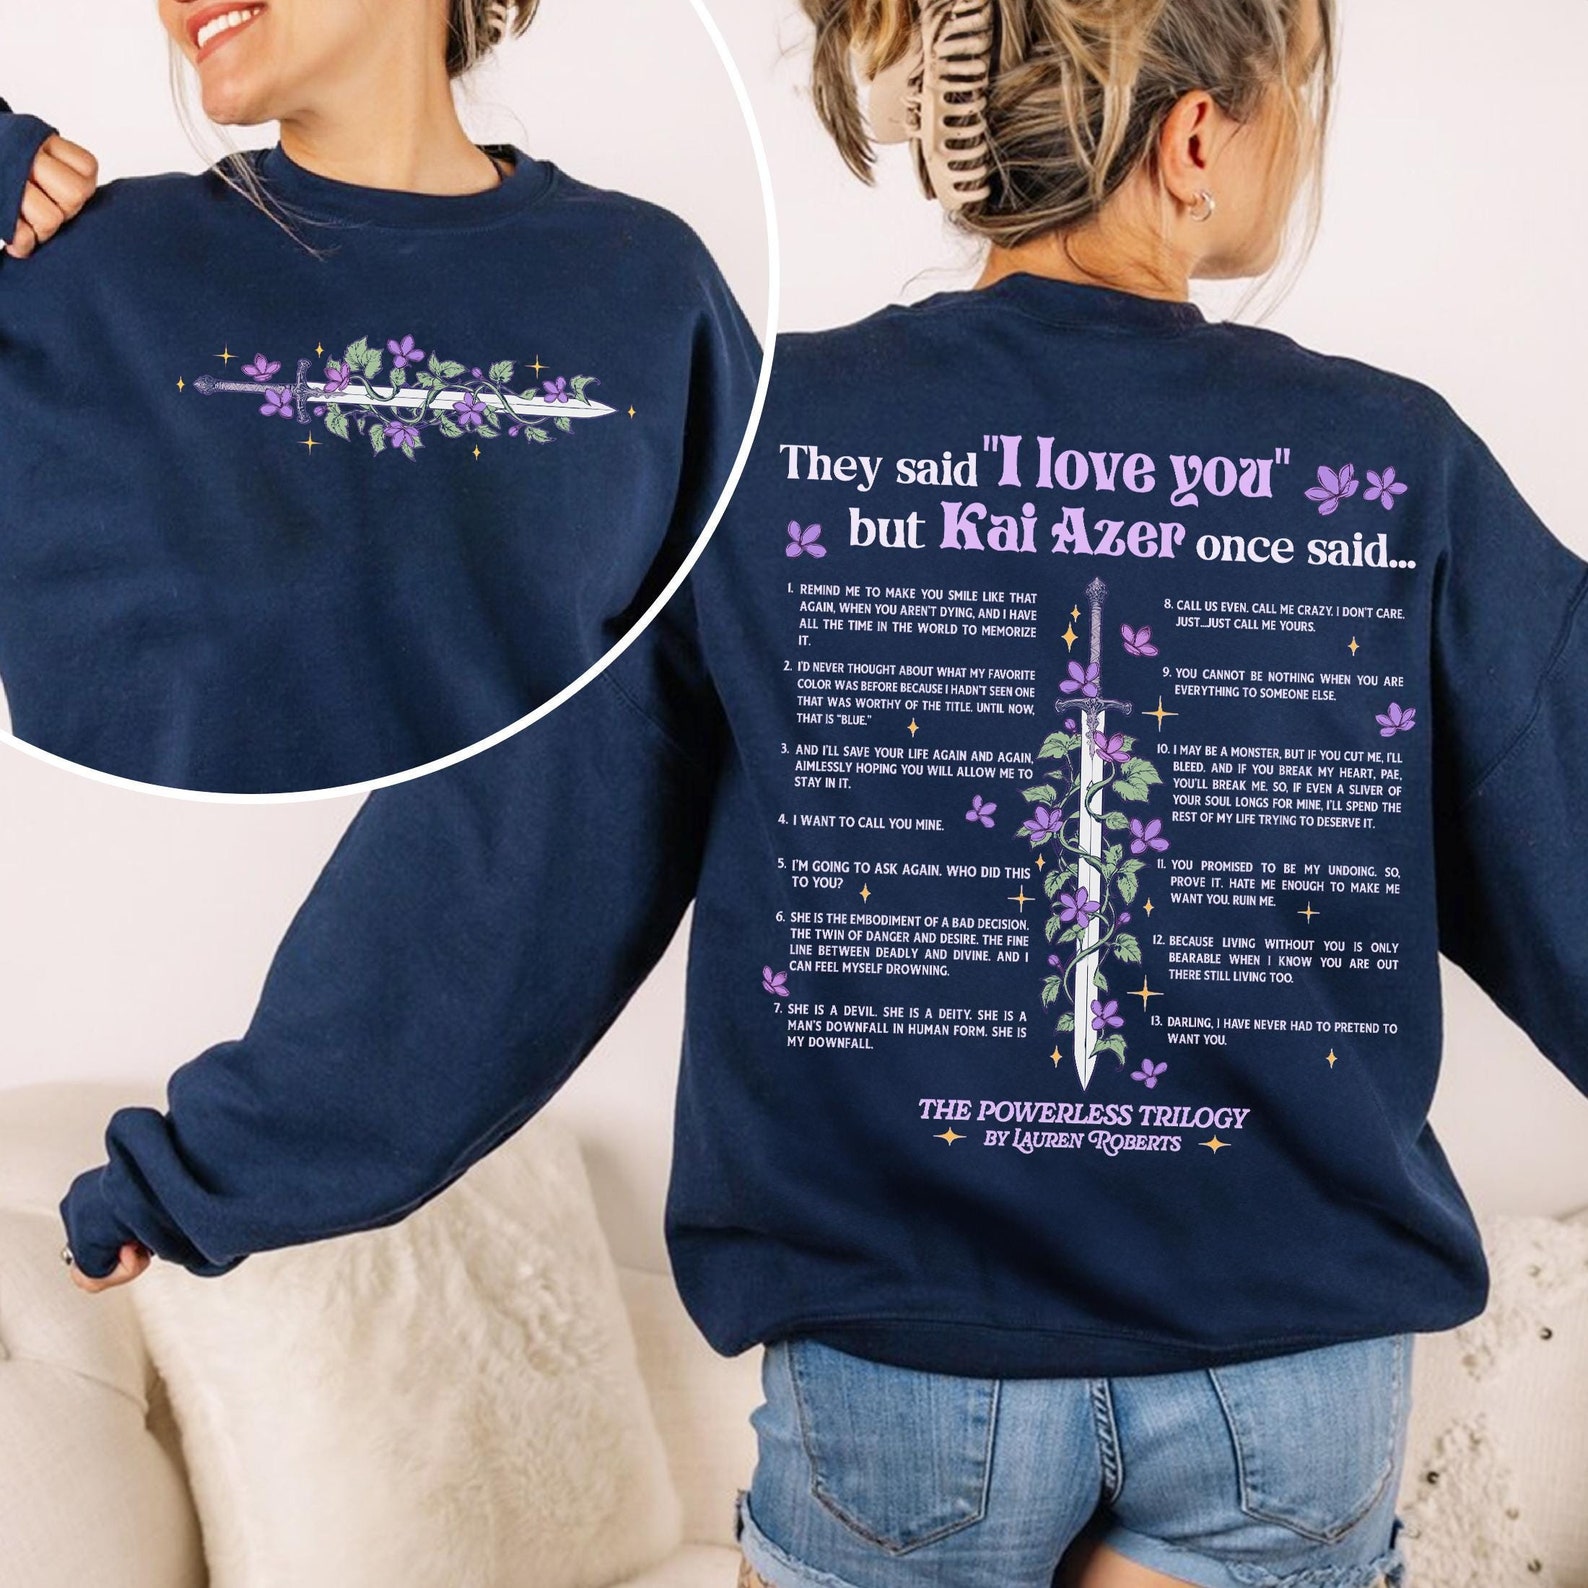 They said "I love you"
but Kai Azer once said...
1. REMIND ME TO MAKE YOU SMILE LIKE THAT
AGAIN, WHEN YOU AREN'T DYING, AND I HAVE
ALL THE TIME IN THE WORLD TO MEMORIZE
IT.
2. I'D NEVER THOUGHT ABOUT WHAT MY FAVORITE
COLOR WAS BEFORE BECAUSE I HADN'T SEEN ONE
THAT WAS WORTHY OF THE TITLE. UNTIL NOW,
THAT IS "BLUE."
3. AND I'LL SAVE YOUR LIFE AGAIN AND AGAIN,
AIMLESSLY HOPING YOU WILL ALLOW ME TO
STAY IN IT.
4. I WANT TO CALL YOU MINE.
5. I'M GOING TO ASK AGAIN. WHO DID THIS
TO YOU?
6. SHE IS THE EMBODIMENT OF A BAD DECISION.
THE TWIN OF DANGER AND DESIRE. THE FINE
LINE BETWEEN DEADLY AND DIVINE. AND I
CAN FEEL MYSELF DROWNING.
7. SHE IS A DEVIL. SHE IS A DEITY. SHE IS A
MAN'S DOWNFALL IN HUMAN FORM. SHE IS
MY DOWNFALL.
8. CALL US EVEN. CALL ME CRAZY. I DON'T CARE.
JUST...JUST CALL ME YOURS.
9. YOU CANNOT BE NOTHING WHEN YOU ARE
EVERYTHING TO SOMEONE ELSE.
10. I MAY BE A MONSTER, BUT IF YOU CUT ME, I'LL
BLEED. AND IF YOU BREAK MY HEART, PAE,
YOU'LL BREAK ME. SO, IF EVEN A SLIVER OF
YOUR SOUL LONGS FOR MINE, I'LL SPEND THE
REST OF MY LIFE TRYING TO DESERVE IT.
11. YOU PROMISED TO BE MY UNDOING. SO,
PROVE IT. HATE ME ENOUGH TO MAKE ME
WANT YOU. RUIN ME.
12. BECAUSE LIVING WITHOUT YOU IS ONLY
BEARABLE WHEN I KNOW YOU ARE OUT
THERE STILL LIVING TOO.
13. DARLING, I HAVE NEVER HAD TO PRETEND TO
WANT YOU.
THE POWERLESS TRILOGY
BY LAUREN ROBERTS